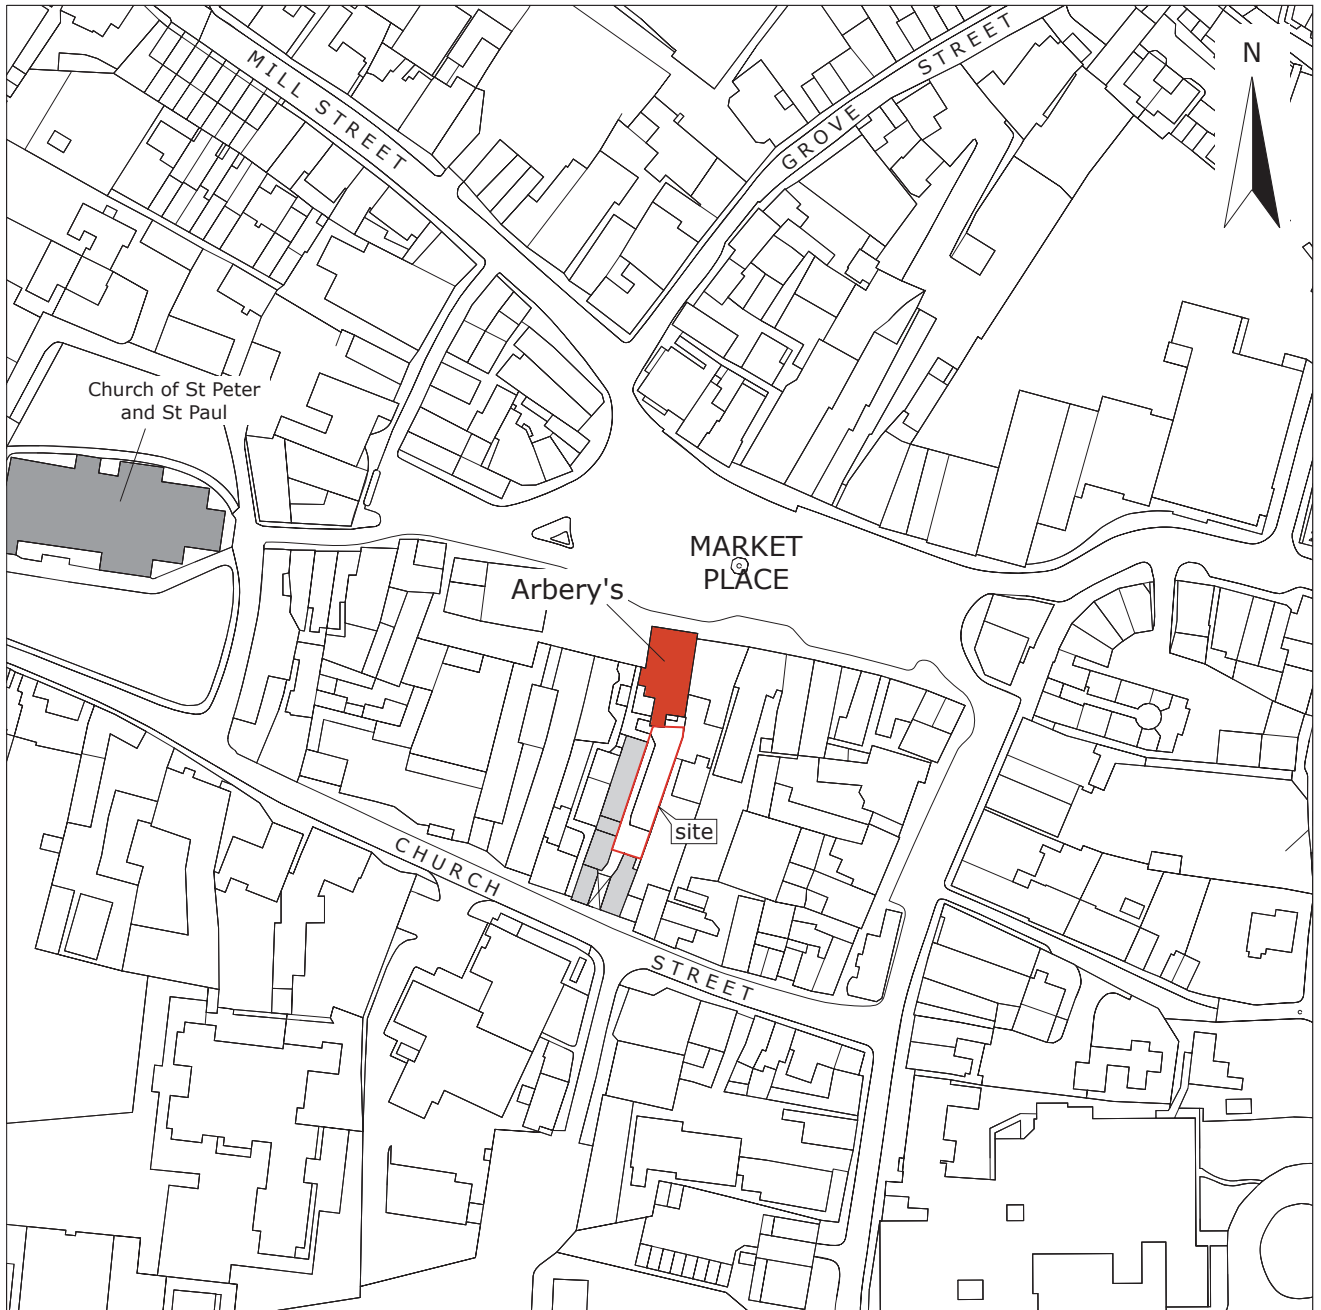 MILL STREET
GROVE STREET
N
Church of St Peter
and St Paul
MARKET
PLACE
Arbery's
site
CHURCH
STREET